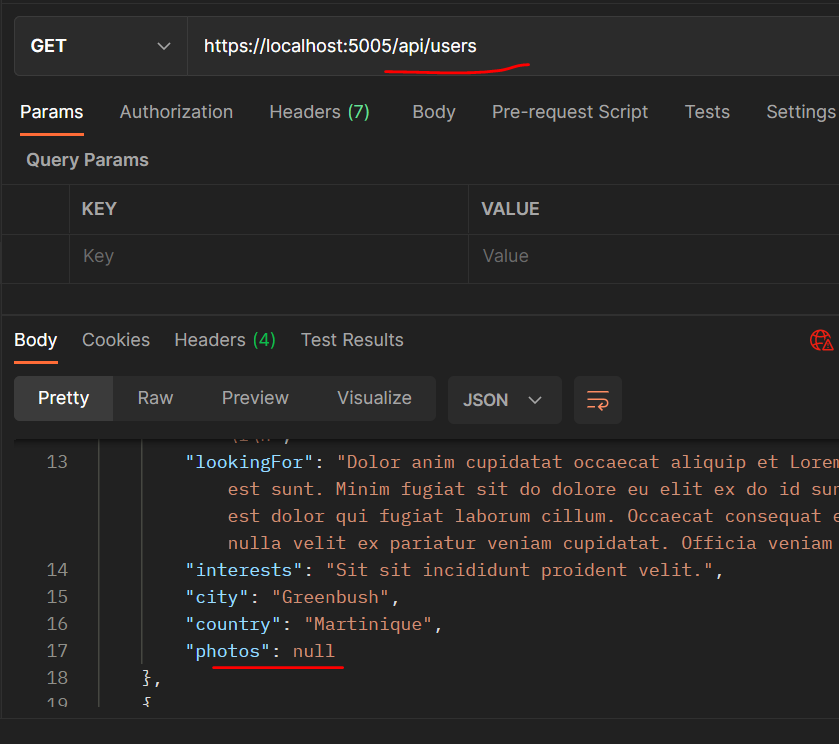 GET https://localhost:5005/api/users
Params Authorization Headers (7) Body Pre-request Script Tests Settings
Query Params
KEY VALUE
Key Value
Body Cookies Headers (4) Test Results
Pretty Raw Preview Visualize JSON
13 "lookingFor": "Dolor anim cupidatat occaecat aliquip et Lorem
est sunt. Minim fugiat sit do dolore eu elit ex do id sun
est dolor qui fugiat laborum cillum. Occaecat consequat e
nulla velit ex pariatur veniam cupidatat. Officia veniam
14 "interests": "Sit sit incididunt proident velit.",
15 "city": "Greenbush",
16 "country": "Martinique",
17 "photos": null
18 },
19 {